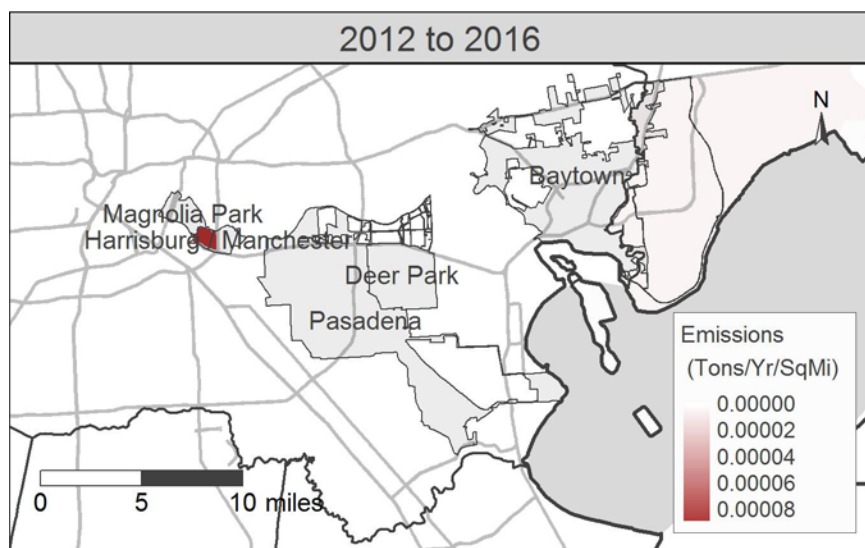 2012 to 2016
N
Baytown
Magnolia Park
Harrisburg / Manchester
Deer Park
Pasadena
Emissions
(Tons/Yr/SqMi)
0.00000
0.00002
0.00004
0.00006
0.00008
0 5 10 miles